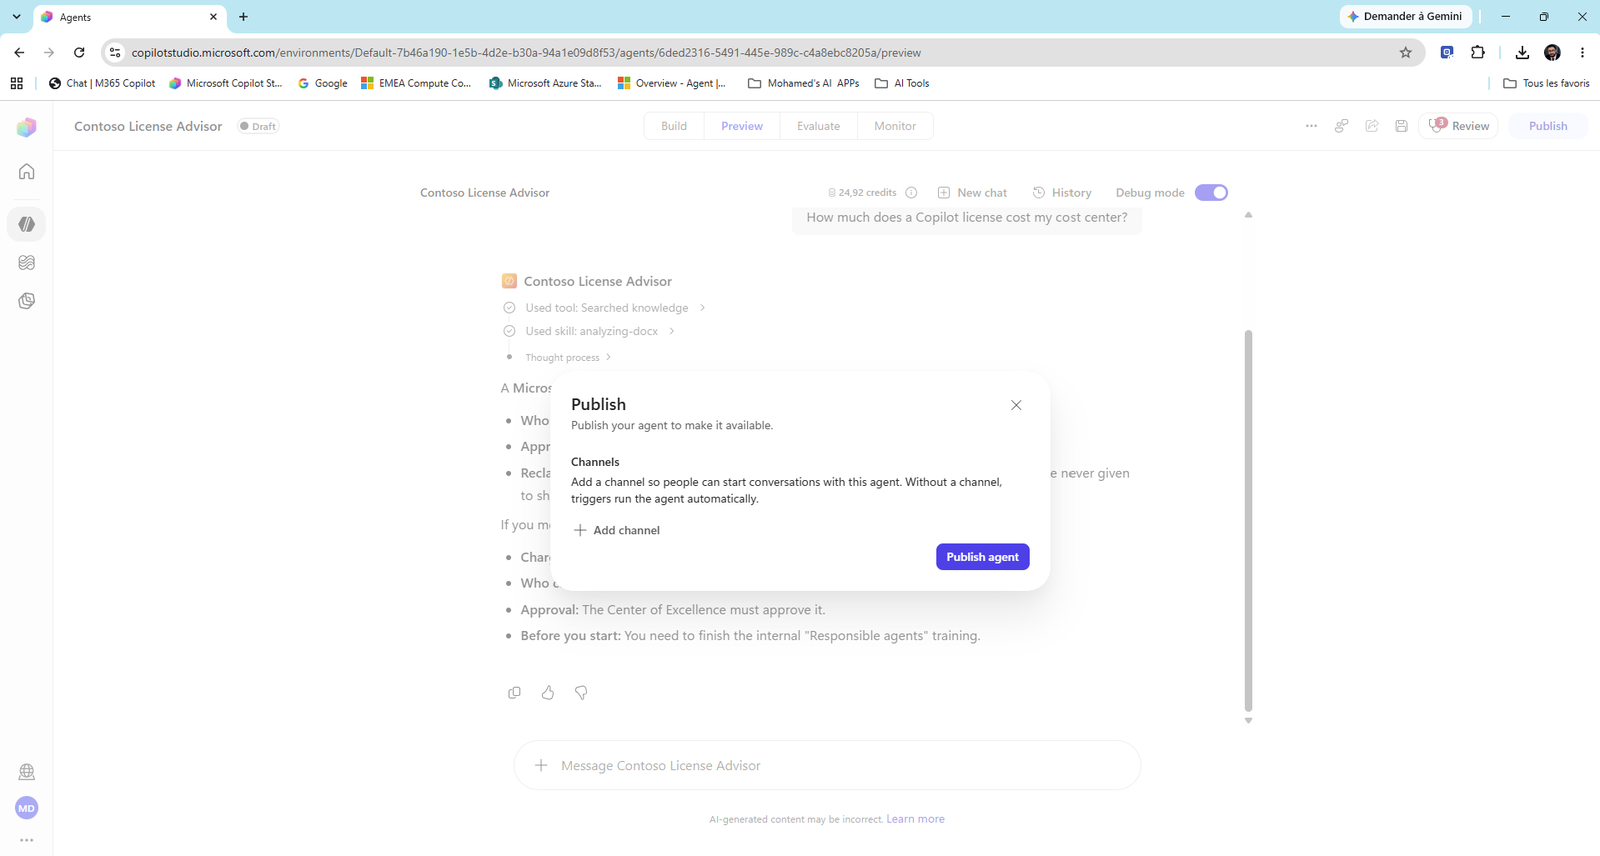 Agents
Demander à Gemini
copilotstudio.microsoft.com/environments/Default-7b46a190-1e5b-4d2e-b30a-94a1e09d8f53/agents/6ded2316-5491-445e-989c-c4a8ebc8205a/preview
Chat | M365 Copilot
Microsoft Copilot St...
Google
EMEA Compute Co...
Microsoft Azure Sta...
Overview - Agent |...
Mohamed's AI APPs
AI Tools
Tous les favoris
Contoso License Advisor
Draft
Build
Preview
Evaluate
Monitor
3
Review
Publish
Contoso License Advisor
24,92 credits
New chat
History
Debug mode
How much does a Copilot license cost my cost center?
Contoso License Advisor
Used tool: Searched knowledge
Used skill: analyzing-docx
Thought process
A Micros
Who
Appr
Recla
e never given
to sh
If you m
Char
Who c
Approval: The Center of Excellence must approve it.
Before you start: You need to finish the internal "Responsible agents" training.
Publish
Publish your agent to make it available.
Channels
Add a channel so people can start conversations with this agent. Without a channel,
triggers run the agent automatically.
Add channel
Publish agent
Message Contoso License Advisor
AI-generated content may be incorrect. Learn more
MD